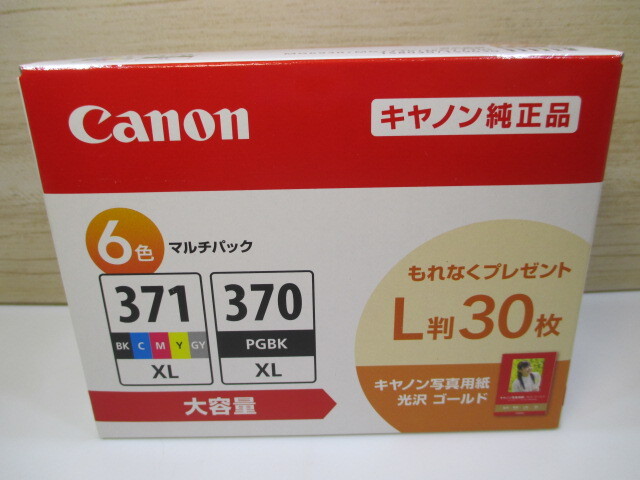 Canon
キヤノン純正品
6色 マルチパック
371
BK C M Y GY
XL
370
PGBK
XL
大容量
もれなくプレゼント
L判30枚
キヤノン写真用紙
光沢 ゴールド